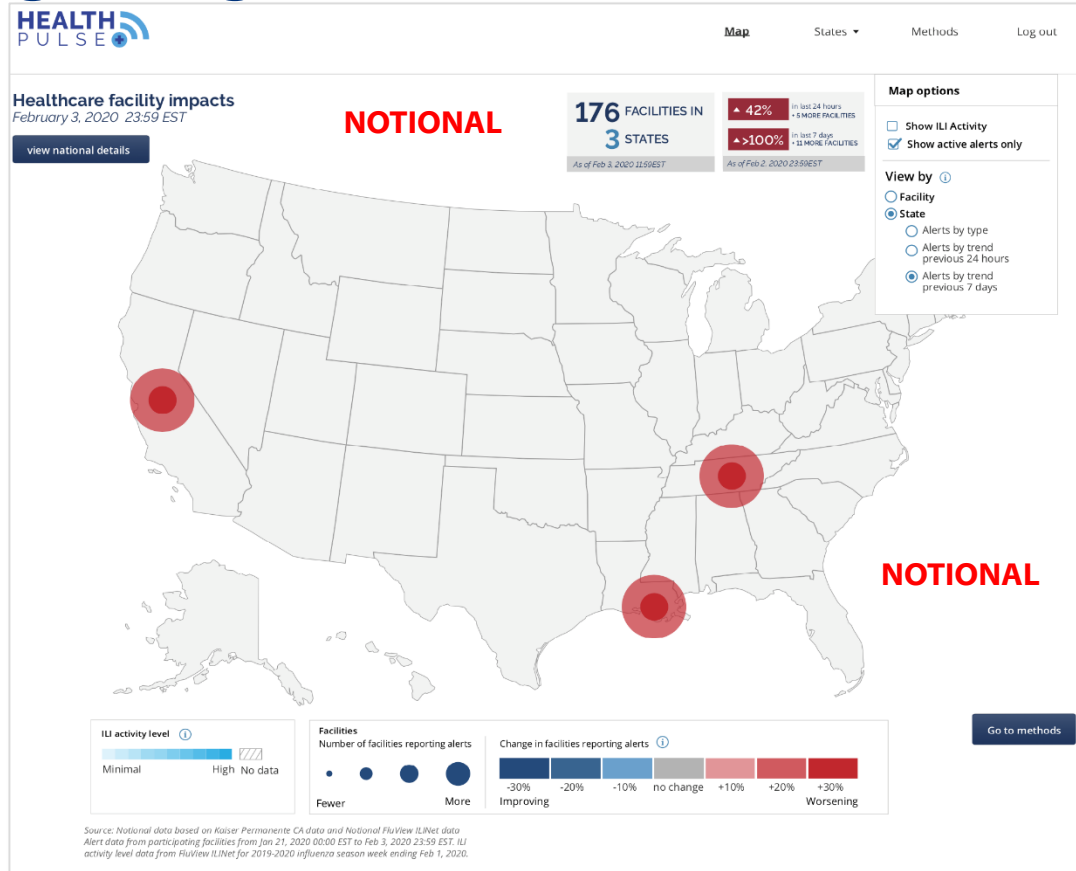 HEALTH
PULSE
Map
States
Methods
Log out
Healthcare facility impacts
February 3, 2020 23:59 EST
view national details
NOTIONAL
176 FACILITIES IN
3 STATES
As of Feb 3, 2020 11:59EST
42%
in last 24 hours
+ 5 MORE FACILITIES
>100%
in last 7 days
+ 11 MORE FACILITIES
As of Feb 2, 2020 23:59EST
Map options
Show ILI Activity
Show active alerts only
View by
Facility
State
Alerts by type
Alerts by trend
previous 24 hours
Alerts by trend
previous 7 days
NOTIONAL
ILI activity level
Minimal
High
No data
Facilities
Number of facilities reporting alerts
Fewer
More
Change in facilities reporting alerts
-30% -20% -10% no change +10% +20% +30%
Improving
Worsening
Go to methods
Source: Notional data based on Kaiser Permanente CA data and Notional FluView ILINet data
Alert data from participating facilities from Jan 21, 2020 00:00 EST to Feb 3, 2020 23:59 EST. ILI
activity level data from FluView ILINet for 2019-2020 influenza season week ending Feb 1, 2020.